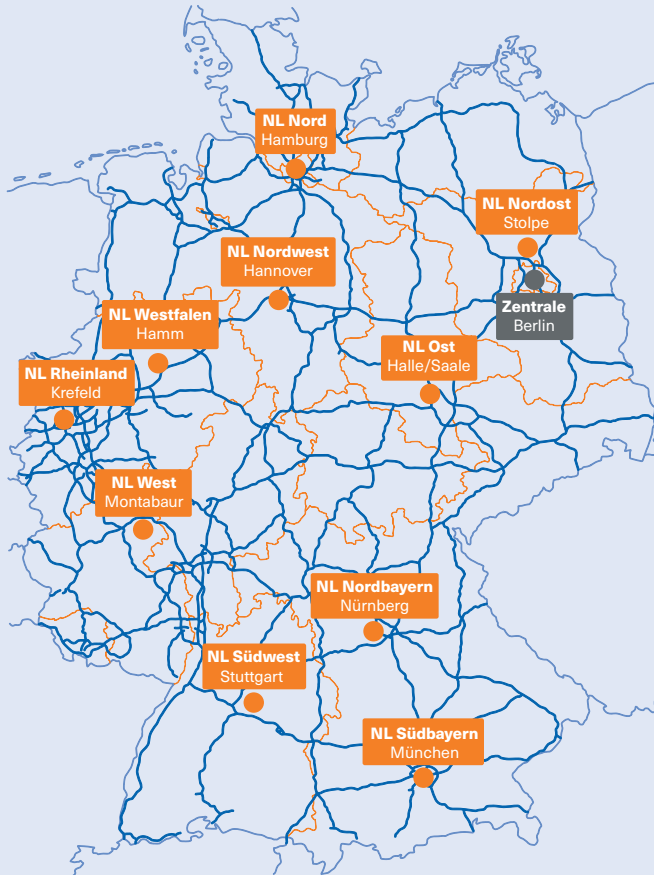 NL Nord
Hamburg
NL Nordost
Stolpe
NL Nordwest
Hannover
Zentrale
Berlin
NL Westfalen
Hamm
NL Ost
Halle/Saale
NL Rheinland
Krefeld
NL West
Montabaur
NL Nordbayern
Nürnberg
NL Südwest
Stuttgart
NL Südbayern
München